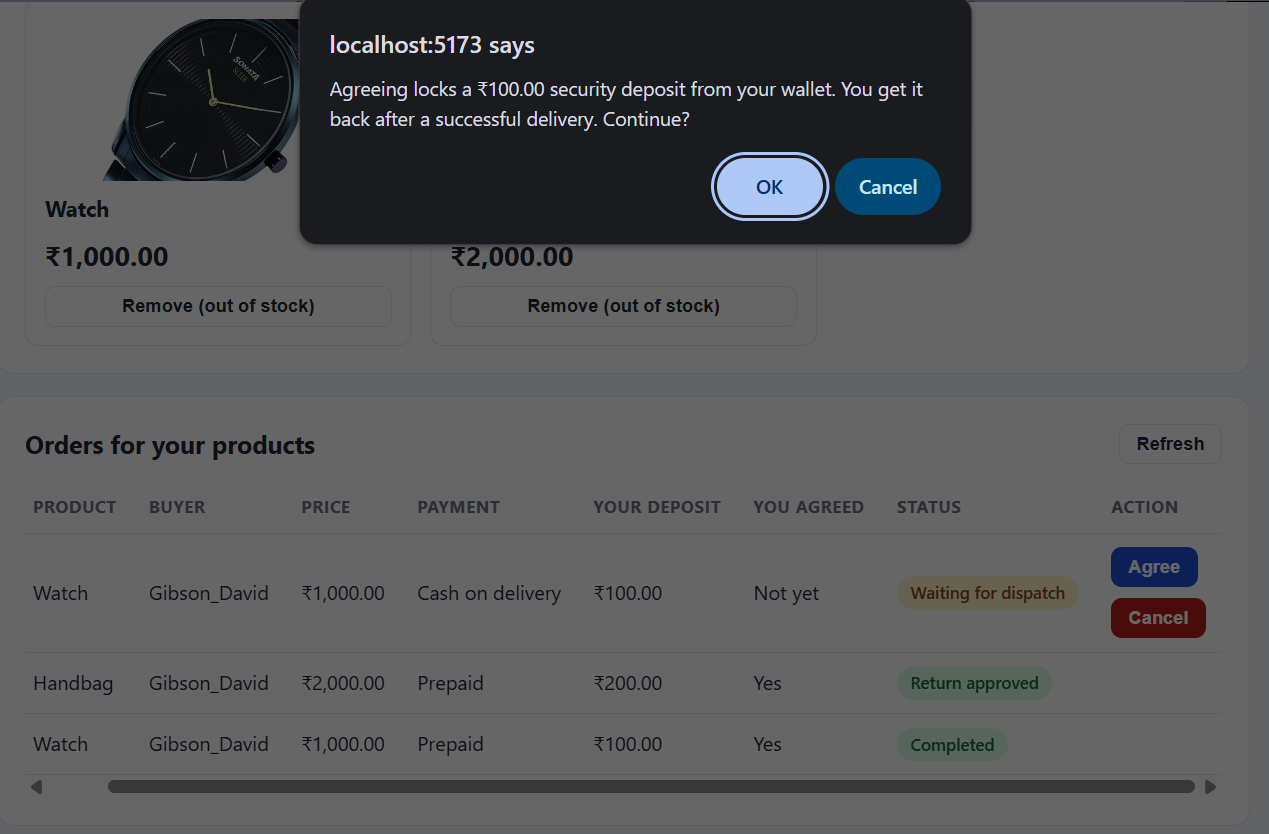 localhost:5173 says
Agreeing locks a ₹100.00 security deposit from your wallet. You get it
back after a successful delivery. Continue?
OK Cancel
SONATA
SLEEK
Watch
₹1,000.00 ₹2,000.00
Remove (out of stock) Remove (out of stock)
Orders for your products Refresh
PRODUCT BUYER PRICE PAYMENT YOUR DEPOSIT YOU AGREED STATUS ACTION
Watch Gibson_David ₹1,000.00 Cash on delivery ₹100.00 Not yet Waiting for dispatch Agree
Cancel
Handbag Gibson_David ₹2,000.00 Prepaid ₹200.00 Yes Return approved
Watch Gibson_David ₹1,000.00 Prepaid ₹100.00 Yes Completed